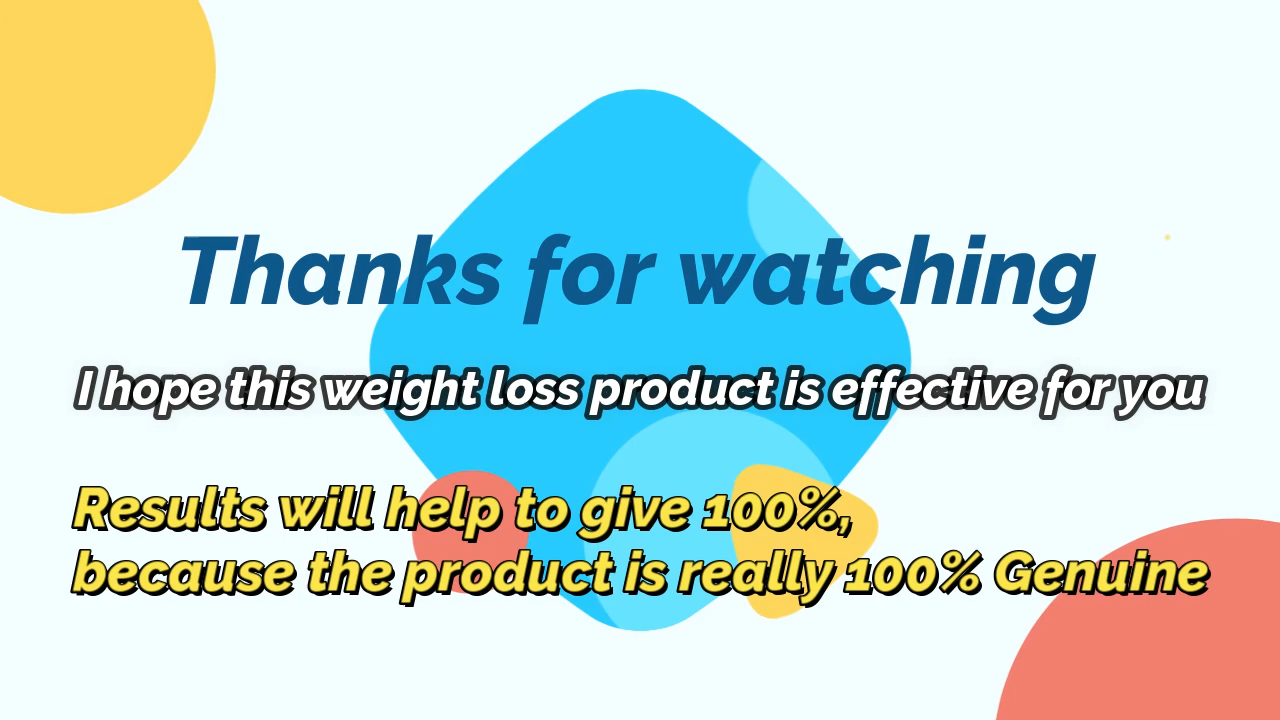 Thanks for watching
I hope this weight loss product is effective for you
Results will help to give 100%,
because the product is really 100% Genuine